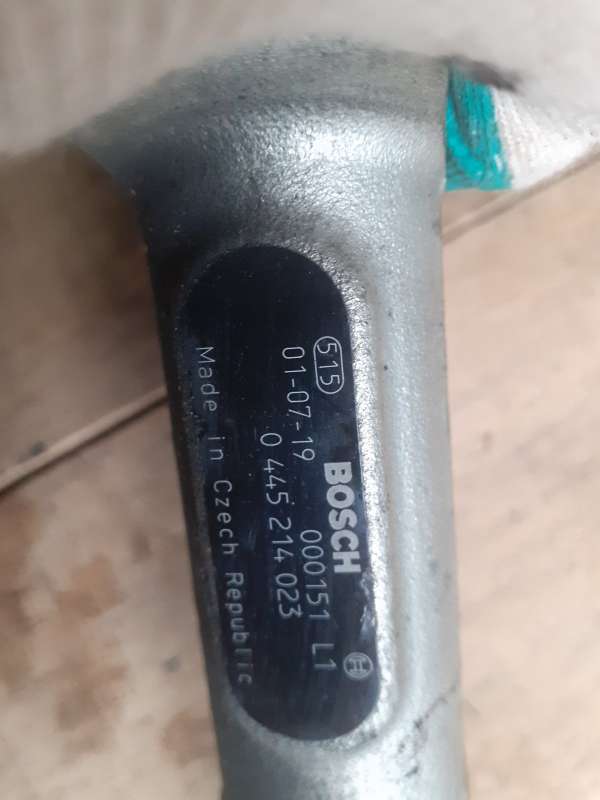 515 BOSCH
01-07-19 000151 L1
0 445 214 023
Made in Czech Republic